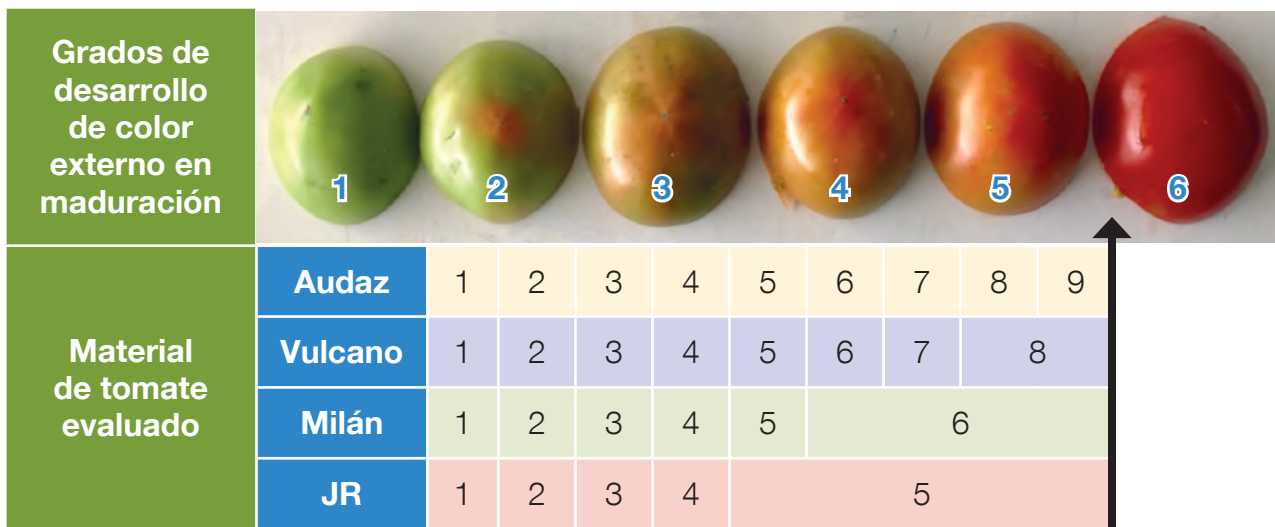 Grados de
desarrollo
de color
externo en
maduración
1 2 3 4 5 6
Material
de tomate
evaluado
Audaz 1 2 3 4 5 6 7 8 9
Vulcano 1 2 3 4 5 6 7 8
Milán 1 2 3 4 5 6
JR 1 2 3 4 5